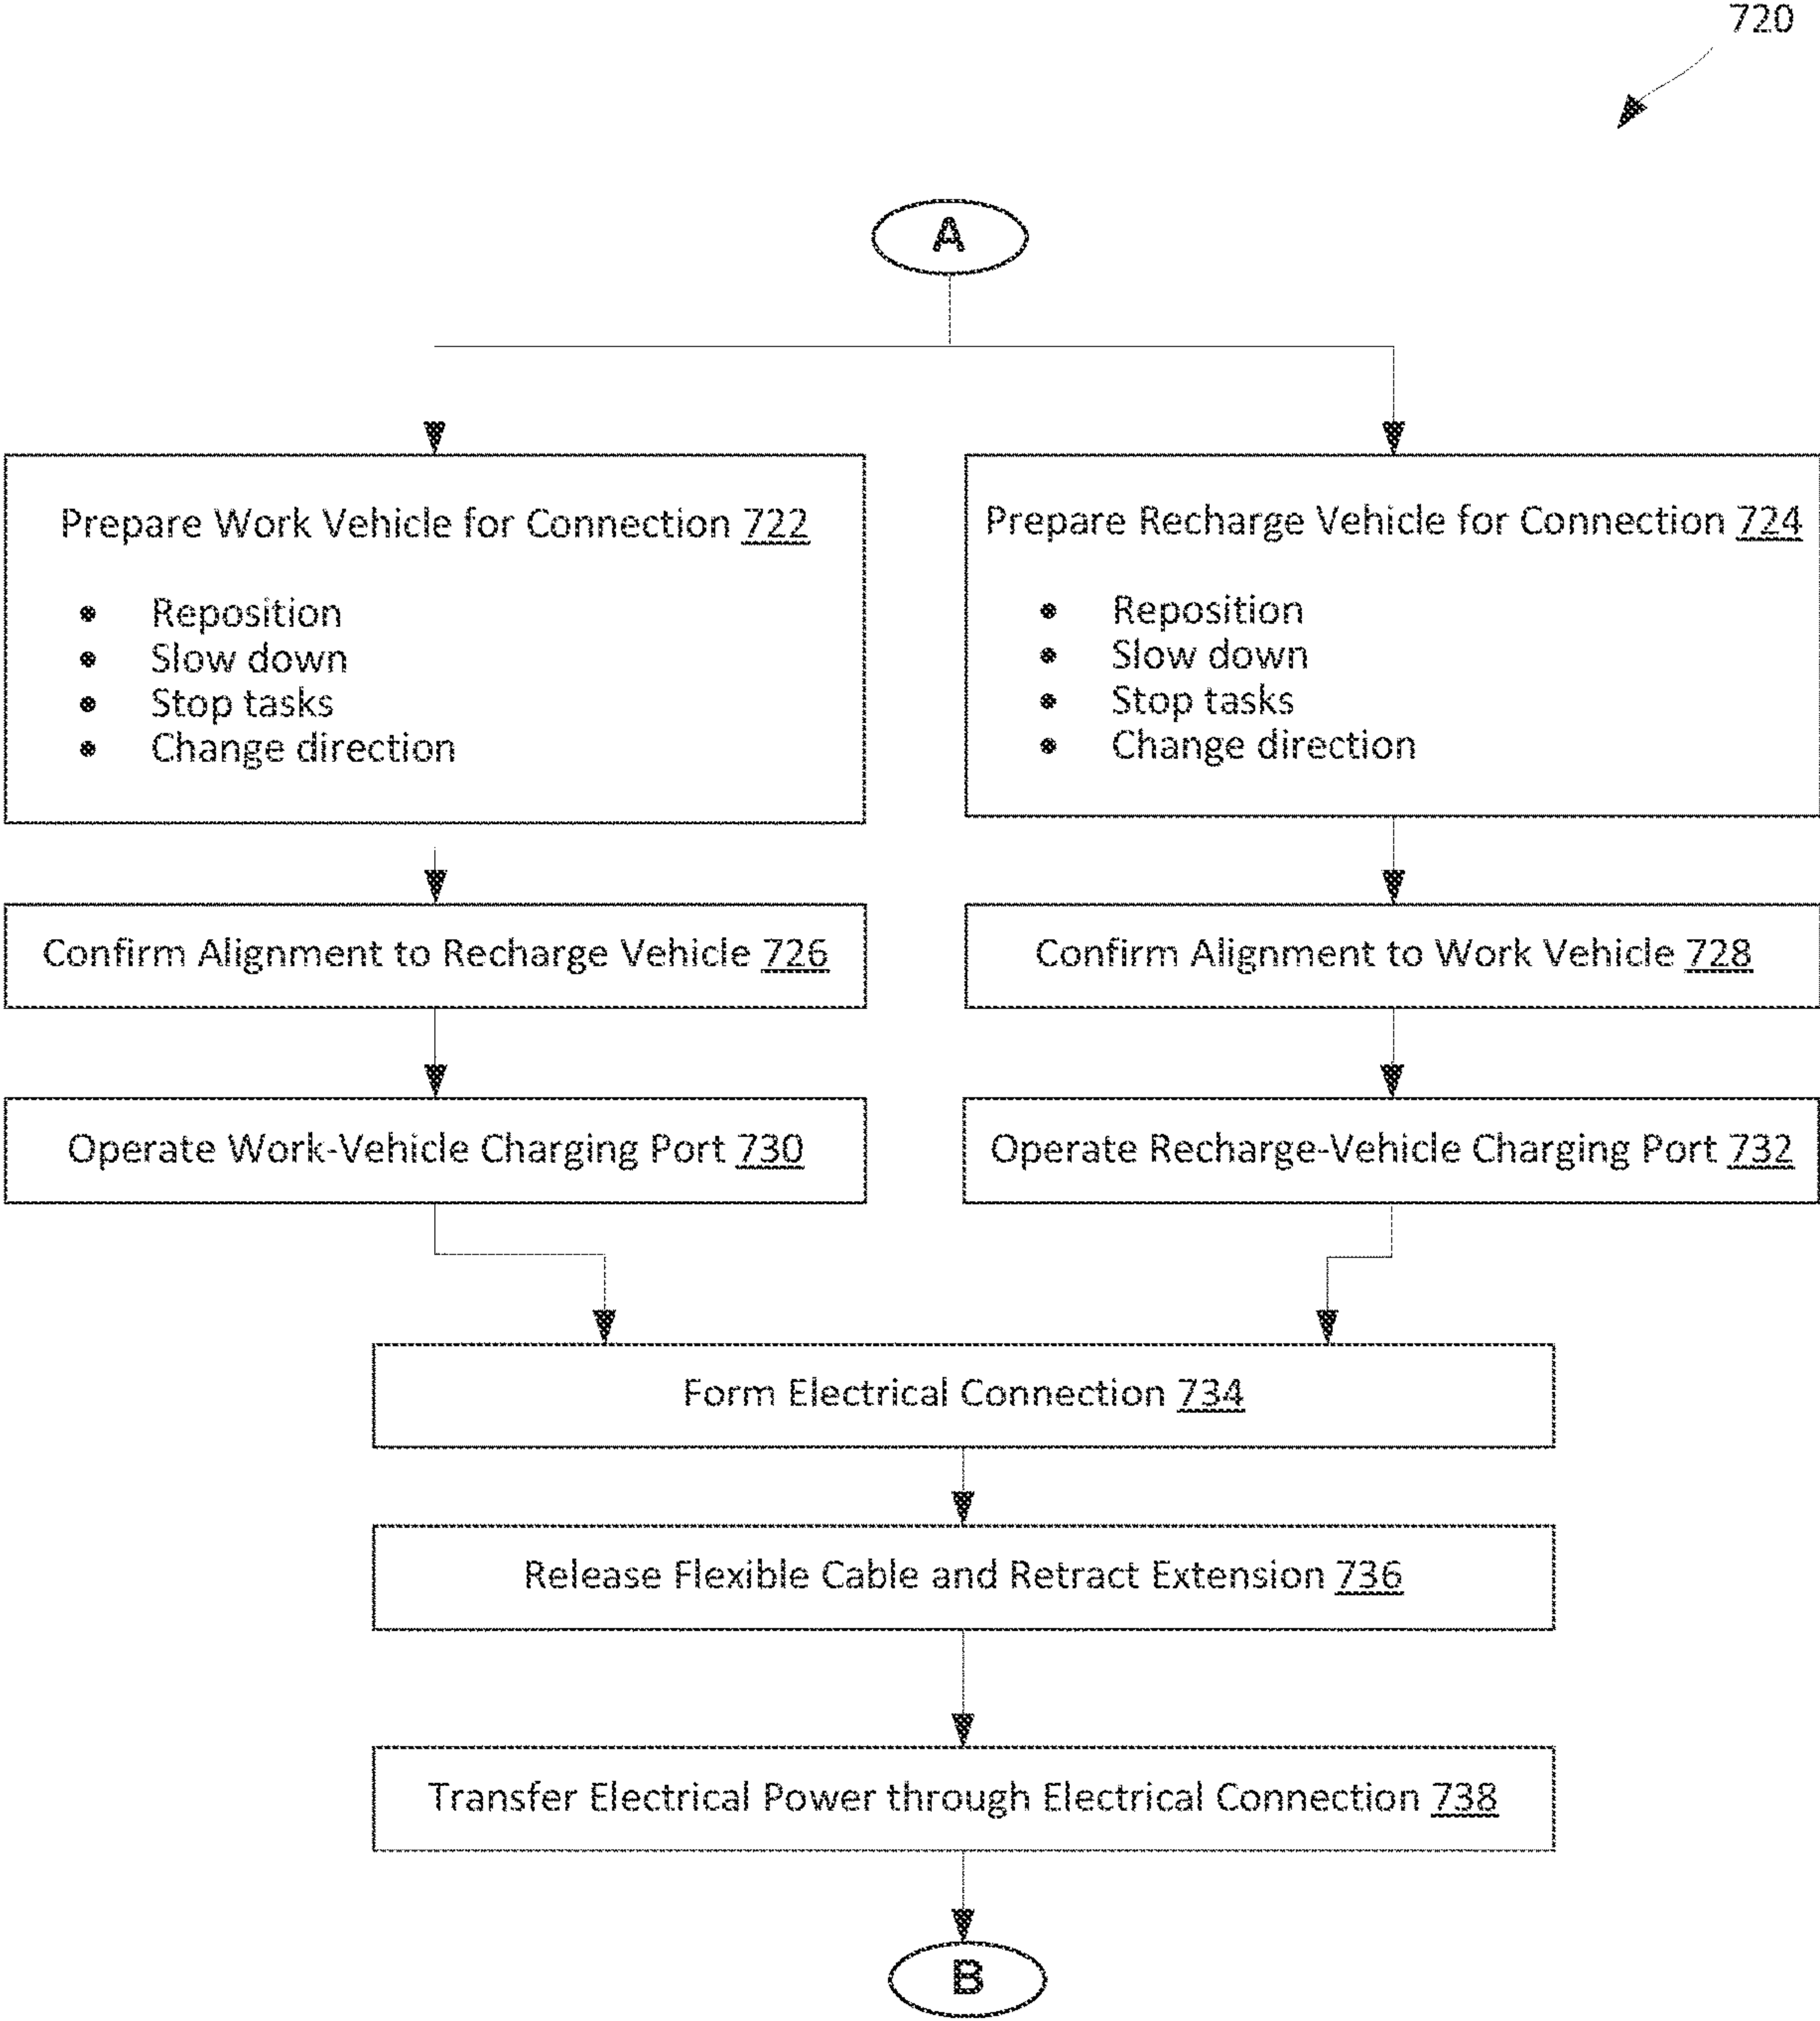 720
A
Prepare Work Vehicle for Connection 722
• Reposition
• Slow down
• Stop tasks
• Change direction
Prepare Recharge Vehicle for Connection 724
• Reposition
• Slow down
• Stop tasks
• Change direction
Confirm Alignment to Recharge Vehicle 726
Confirm Alignment to Work Vehicle 728
Operate Work-Vehicle Charging Port 730
Operate Recharge-Vehicle Charging Port 732
Form Electrical Connection 734
Release Flexible Cable and Retract Extension 736
Transfer Electrical Power through Electrical Connection 738
B